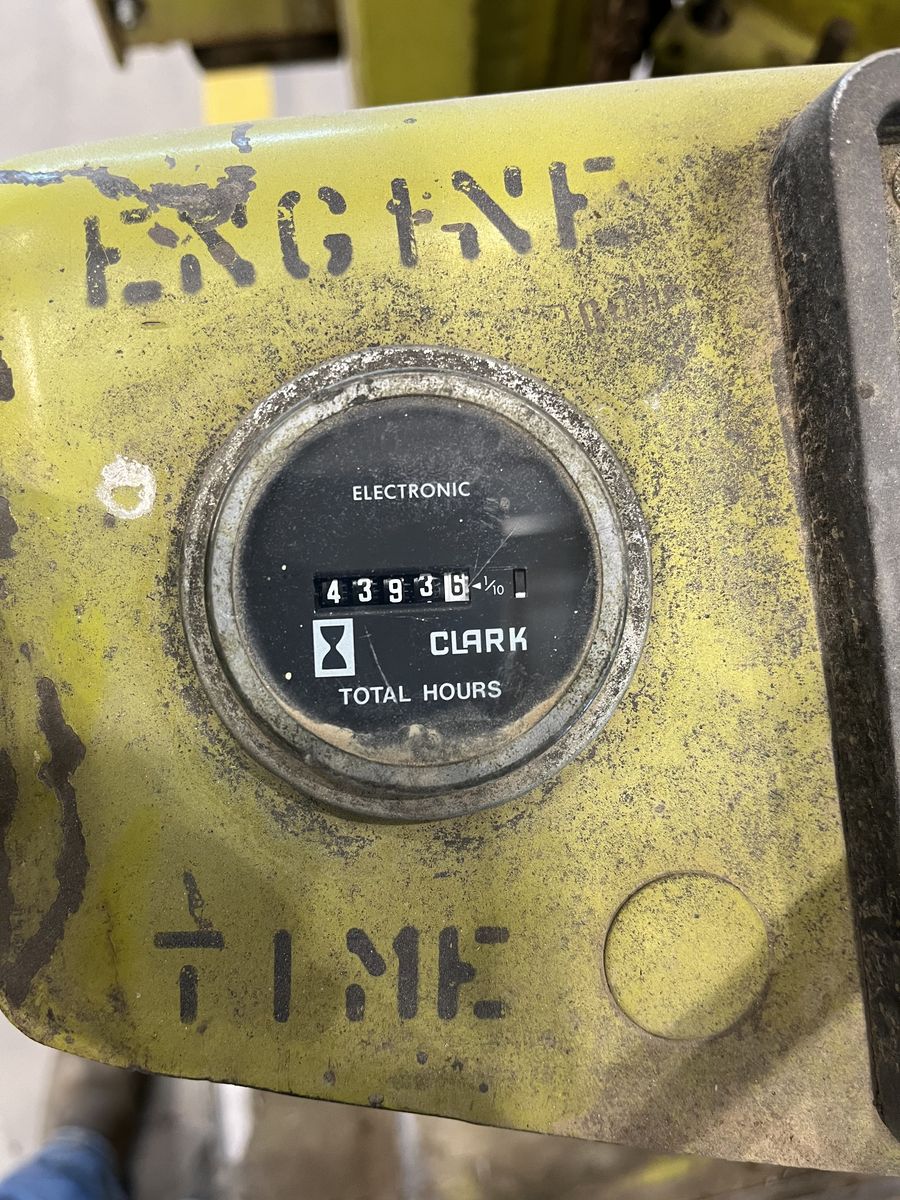 ENGINE
ELECTRONIC
43936 ◄1/10
CLARK
TOTAL HOURS
TIME